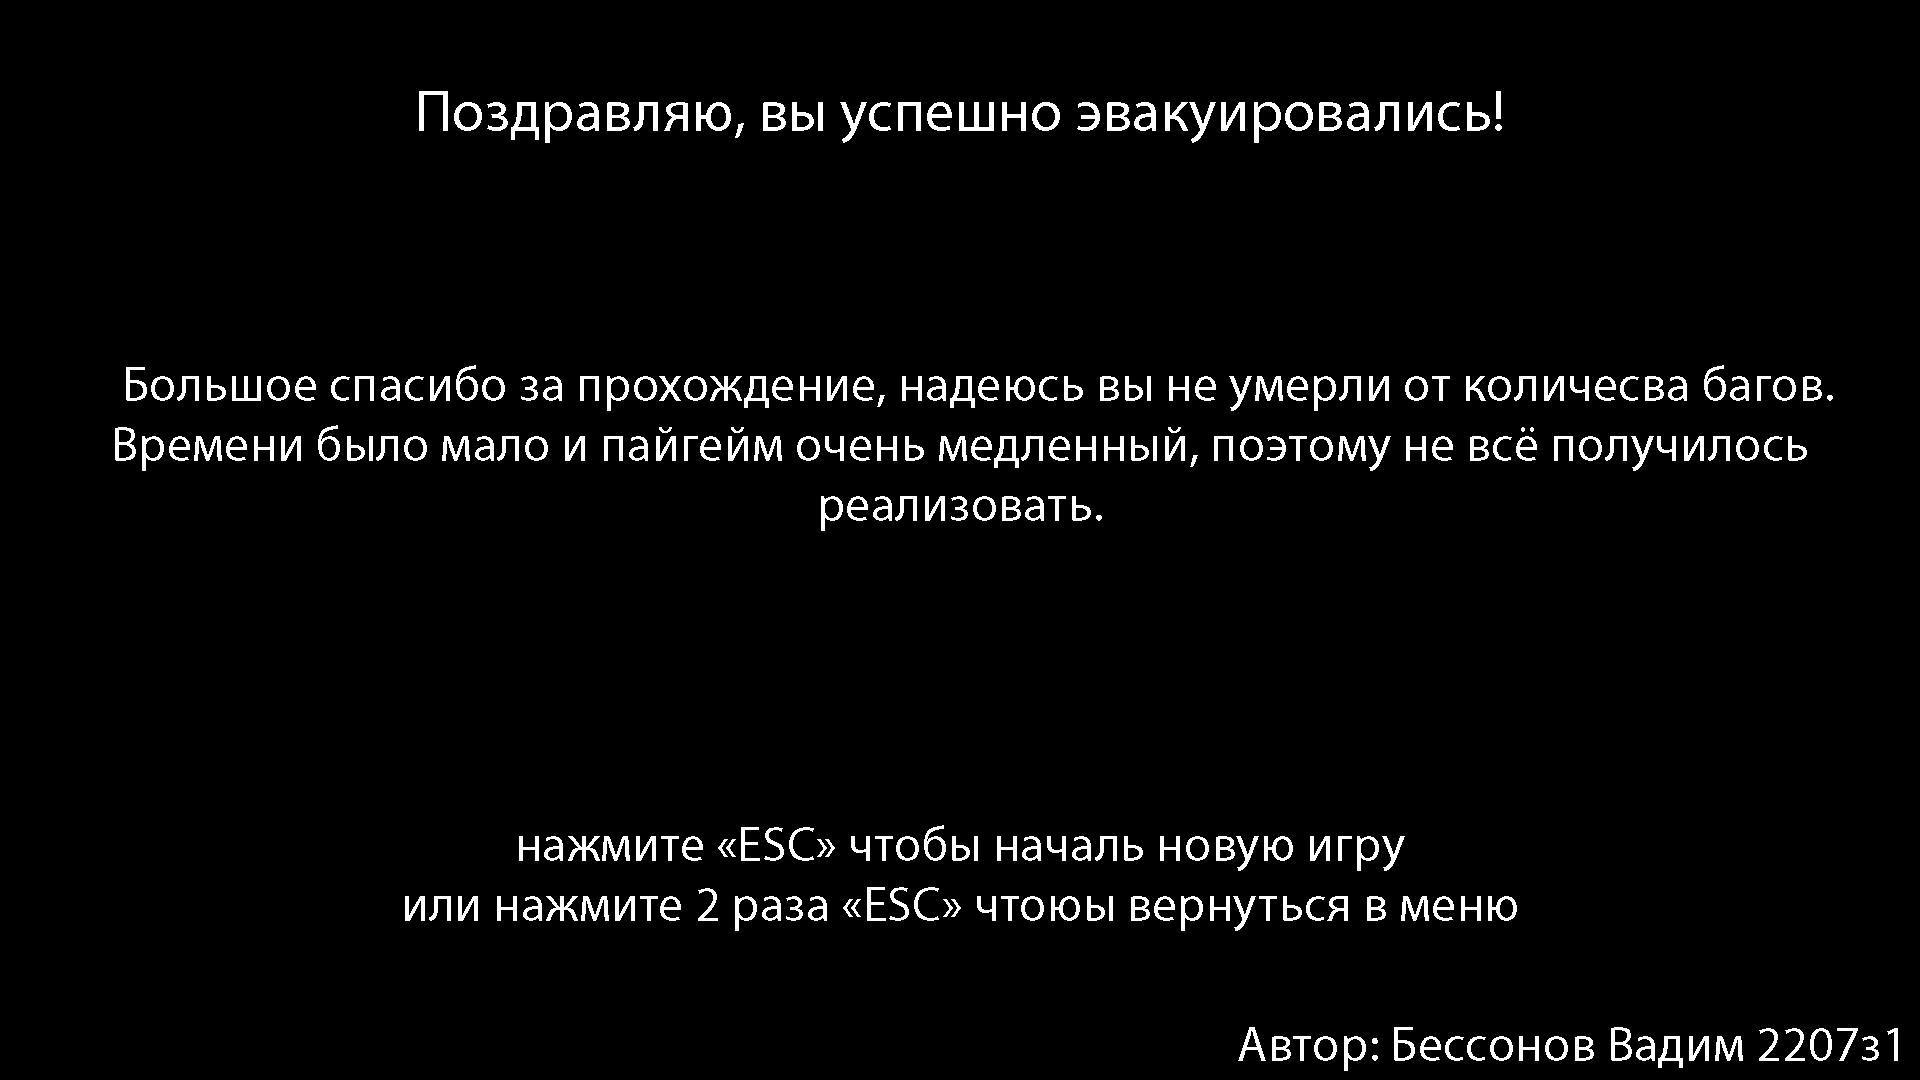 Поздравляю, вы успешно эвакуировались!
Большое спасибо за прохождение, надеюсь вы не умерли от количесва багов.
Времени было мало и пайгейм очень медленный, поэтому не всё получилось
реализовать.
нажмите «ESC» чтобы началь новую игру
или нажмите 2 раза «ESC» чтоюы вернуться в меню
Автор: Бессонов Вадим 2207з1